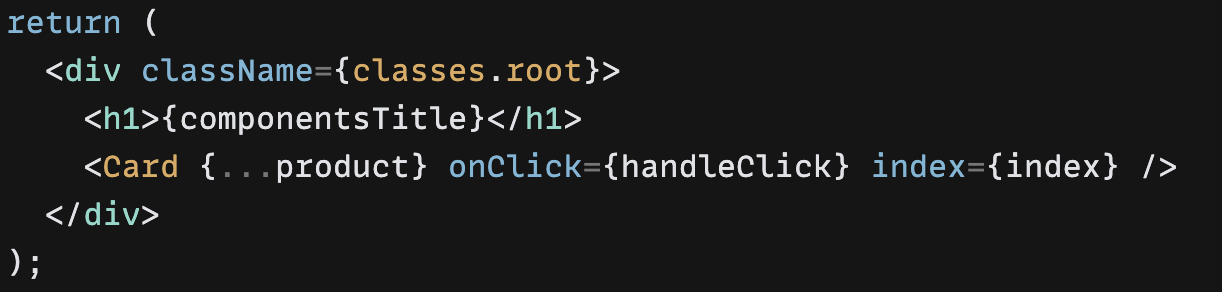 return (
  <div className={classes.root}>
    <h1>{componentsTitle}</h1>
    <Card {...product} onClick={handleClick} index={index} />
  </div>
);